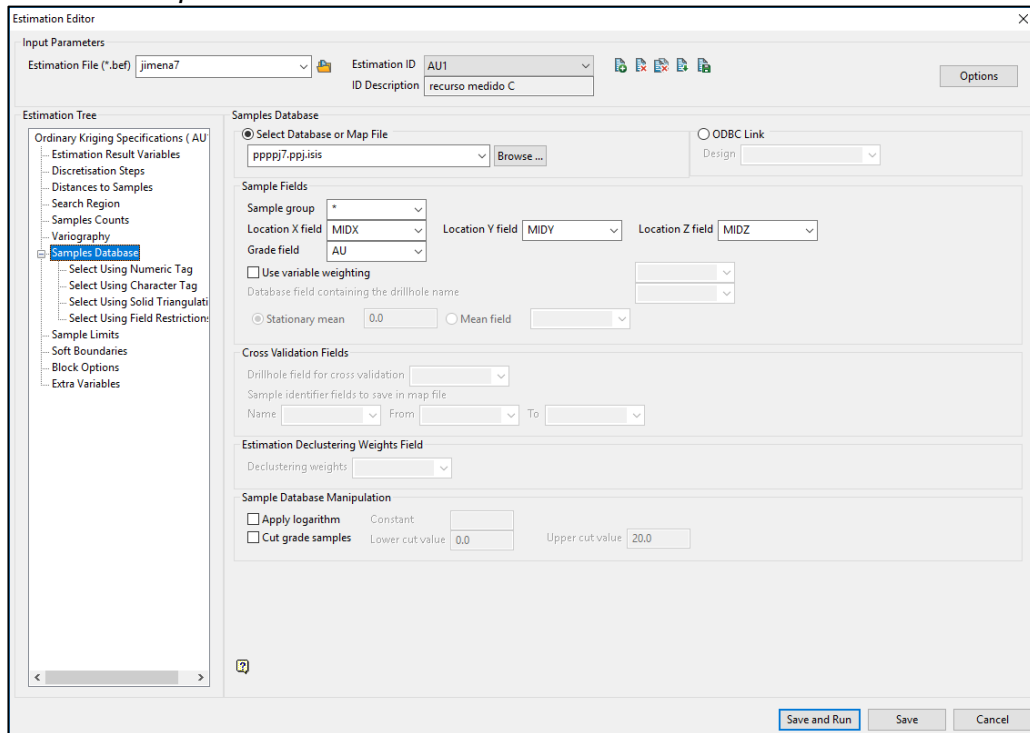 Estimation Editor
Input Parameters
Estimation File (*.bef) jimena7 Estimation ID AU1
ID Description recurso medido C
Options
Estimation Tree
Ordinary Kriging Specifications ( AU
Estimation Result Variables
Discretisation Steps
Distances to Samples
Search Region
Samples Counts
Variography
Samples Database
Select Using Numeric Tag
Select Using Character Tag
Select Using Solid Triangulati
Select Using Field Restrictions
Sample Limits
Soft Boundaries
Block Options
Extra Variables
Samples Database
Select Database or Map File ODBC Link
ppppj7.ppj.isis Browse ... Design
Sample Fields
Sample group *
Location X field MIDX Location Y field MIDY Location Z field MIDZ
Grade field AU
Use variable weighting
Database field containing the drillhole name
Stationary mean 0.0 Mean field
Cross Validation Fields
Drillhole field for cross validation
Sample identifier fields to save in map file
Name From To
Estimation Declustering Weights Field
Declustering weights
Sample Database Manipulation
Apply logarithm Constant
Cut grade samples Lower cut value 0.0 Upper cut value 20.0
Save and Run Save Cancel